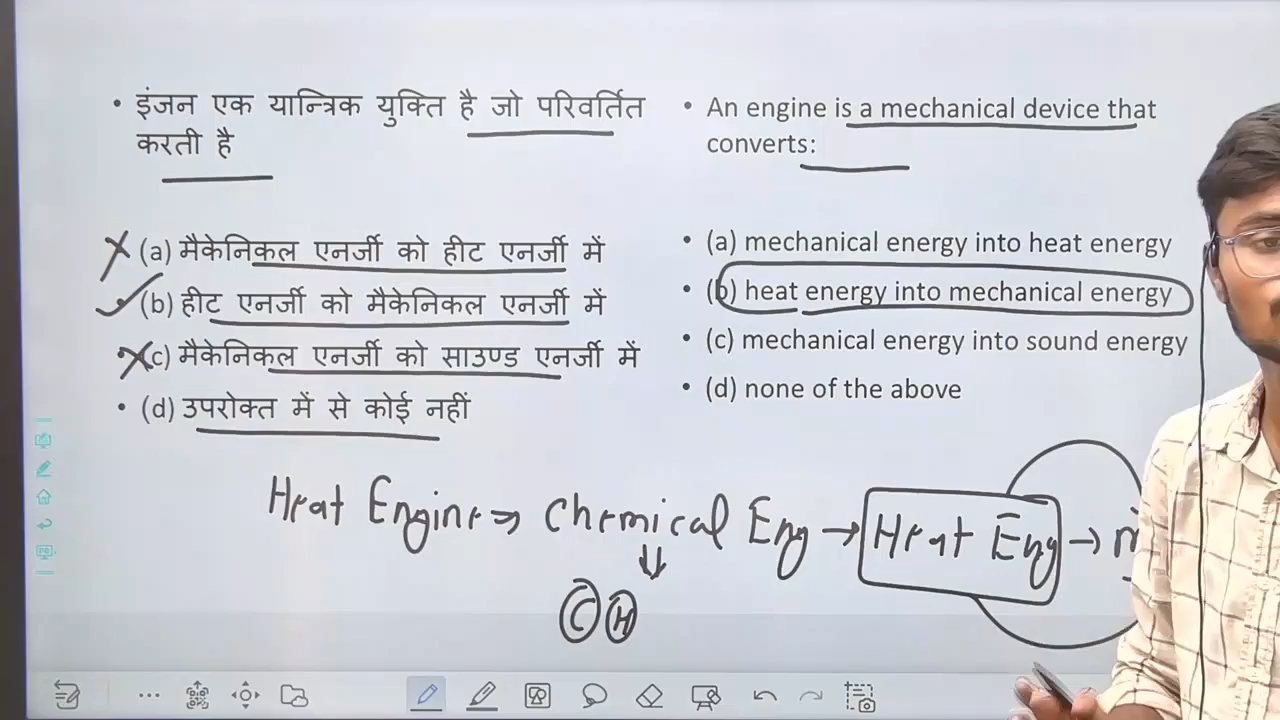 इंजन एक यान्त्रिक युक्ति है जो परिवर्तित
करती है
(a) मैकेनिकल एनर्जी को हीट एनर्जी में
(b) हीट एनर्जी को मैकेनिकल एनर्जी में
(c) मैकेनिकल एनर्जी को साउण्ड एनर्जी में
(d) उपरोक्त में से कोई नहीं
An engine is a mechanical device that
converts:
(a) mechanical energy into heat energy
(b) heat energy into mechanical energy
(c) mechanical energy into sound energy
(d) none of the above
Heat Engine → Chemical Eng → Heat Eng →
C H